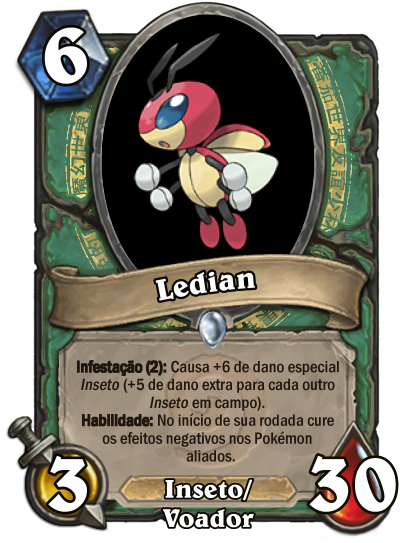 6
Ledian
Infestação (2): Causa +6 de dano especial
Inseto (+5 de dano extra para cada outro
Inseto em campo).
Habilidade: No início de sua rodada cure
os efeitos negativos nos Pokémon
aliados.
3
Inseto/
Voador
30